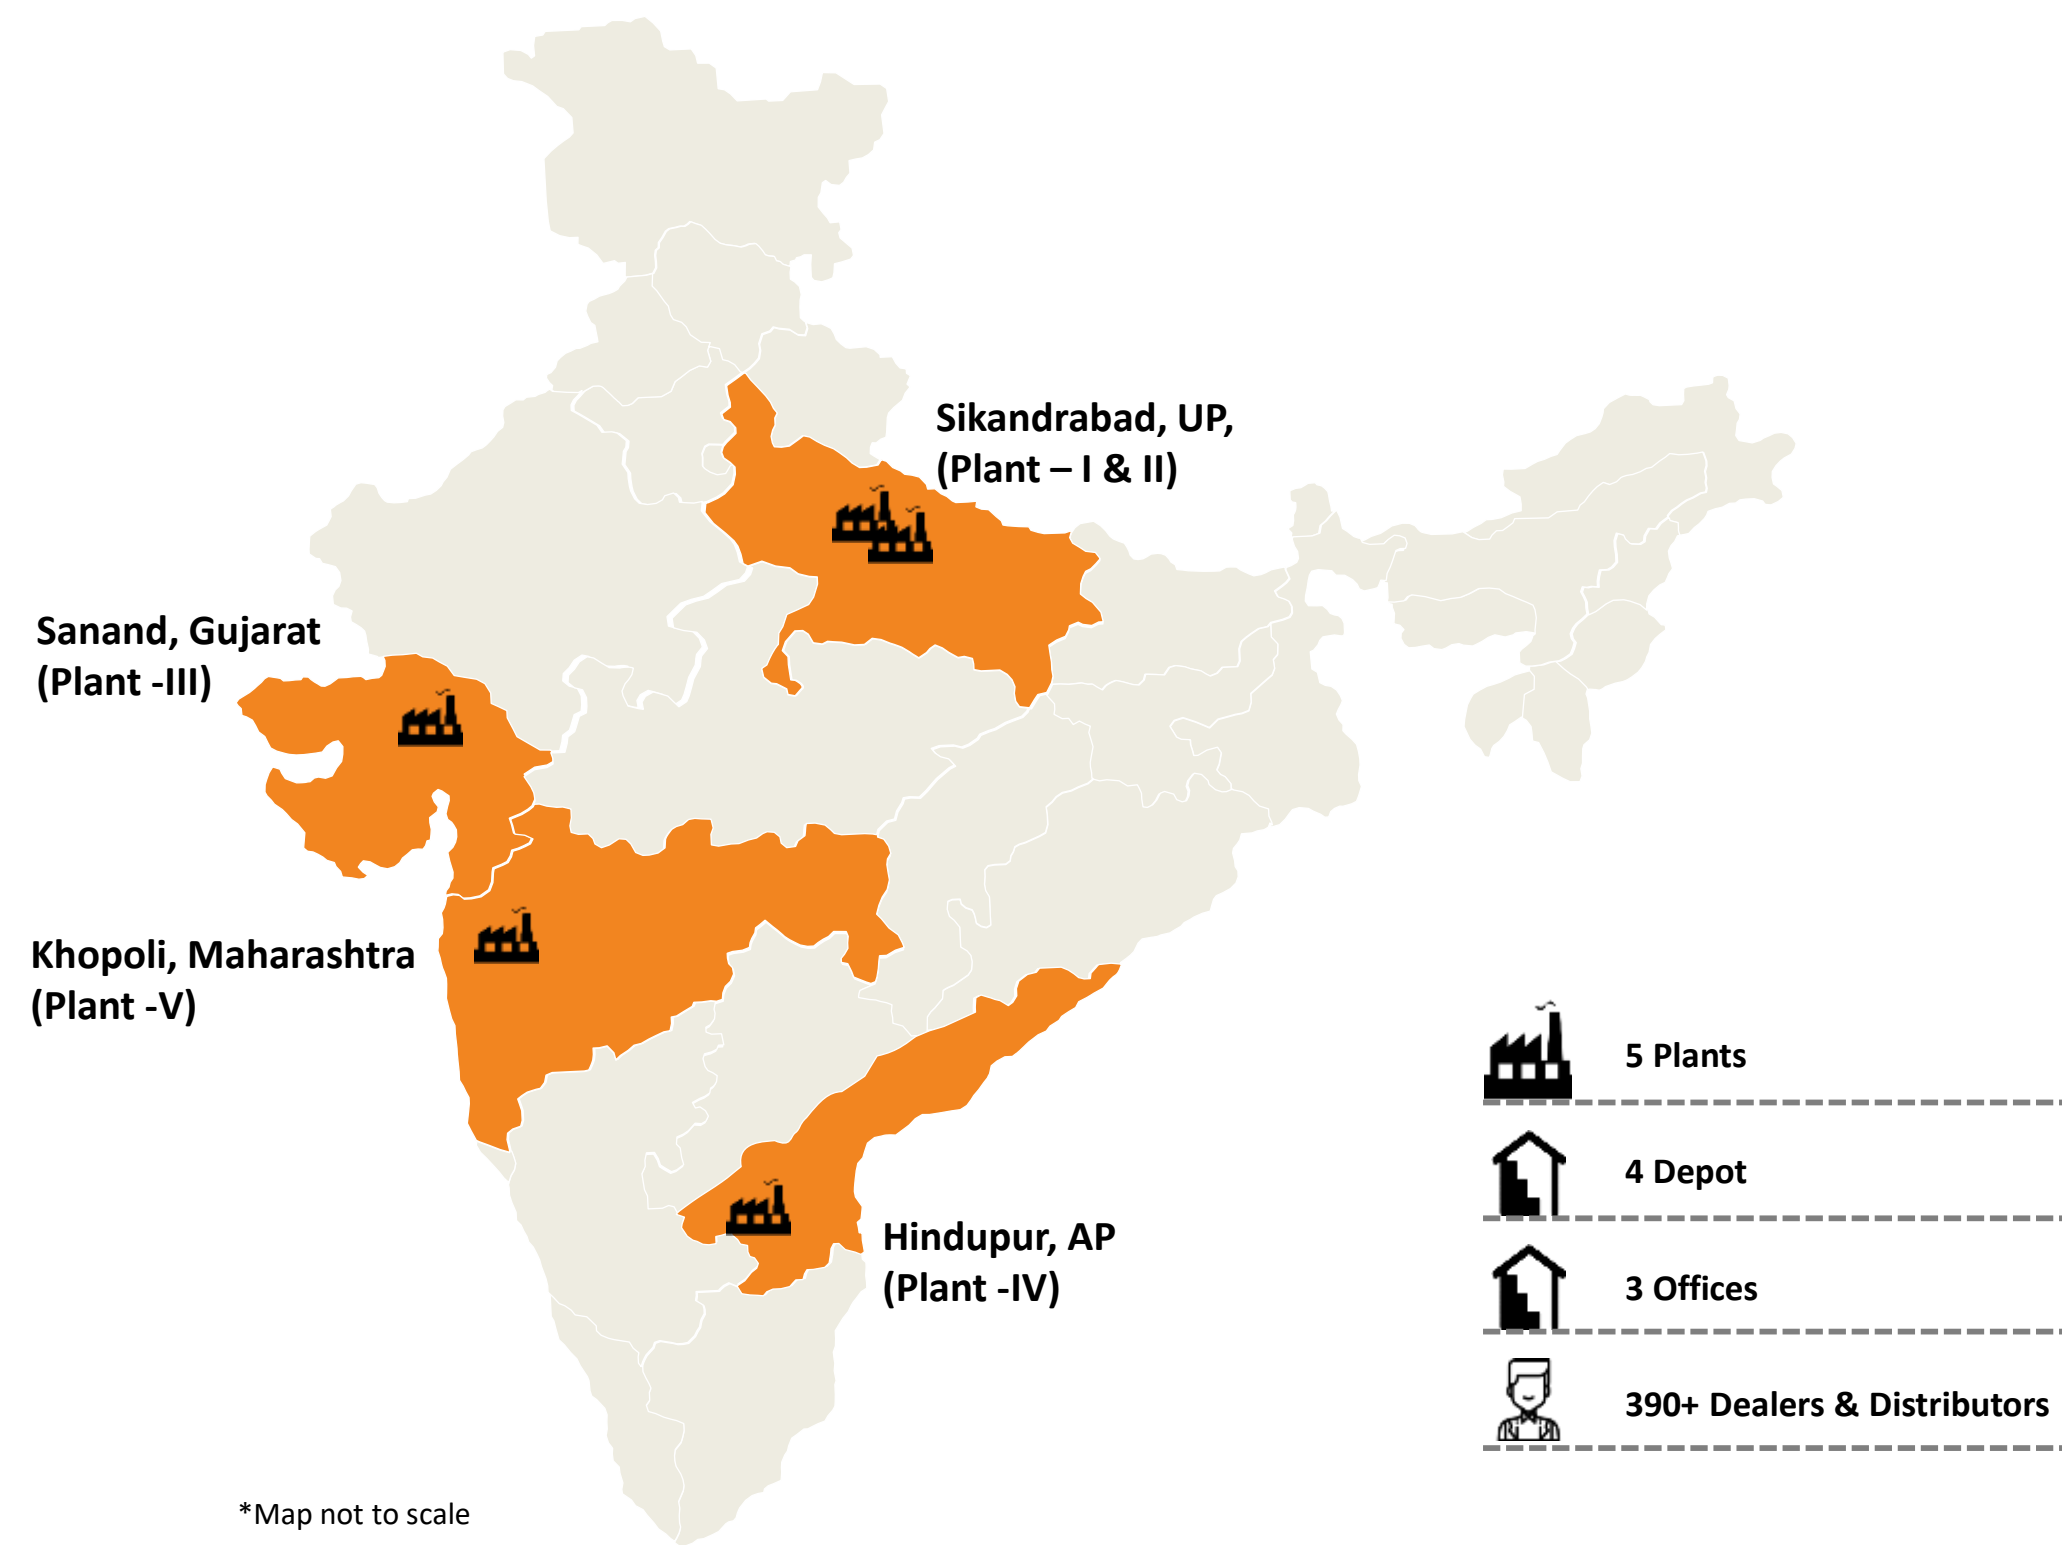 Sikandrabad, UP,
(Plant – I & II)
Sanand, Gujarat
(Plant -III)
Khopoli, Maharashtra
(Plant -V)
Hindupur, AP
(Plant -IV)
5 Plants
4 Depot
3 Offices
390+ Dealers & Distributors
*Map not to scale